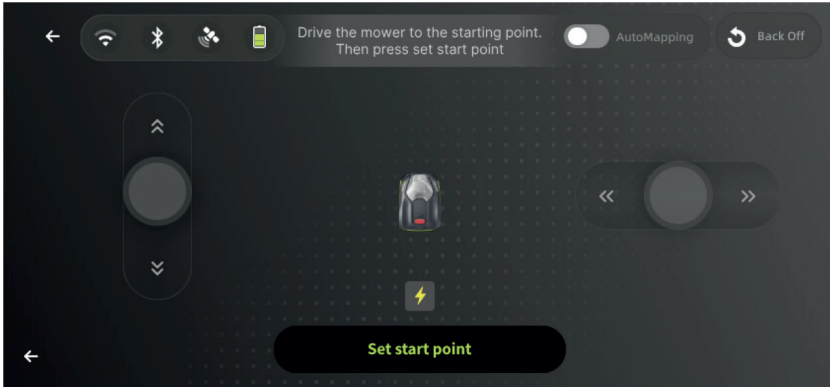 Drive the mower to the starting point.
Then press set start point
AutoMapping
Back Off
Set start point